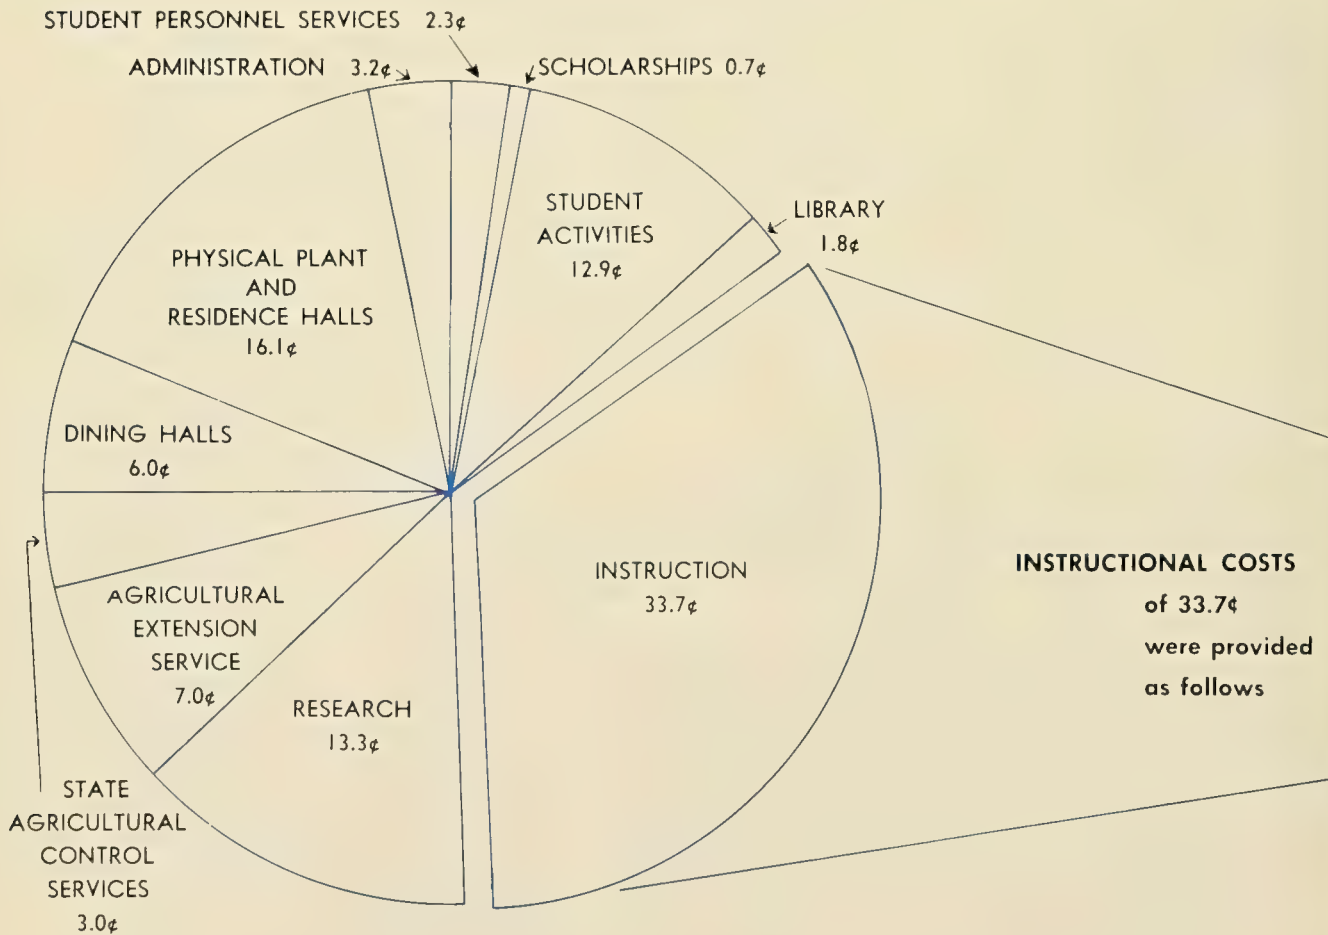 STUDENT PERSONNEL SERVICES 2.3¢
ADMINISTRATION 3.2¢
SCHOLARSHIPS 0.7¢
STUDENT
ACTIVITIES
12.9¢
LIBRARY
1.8¢
PHYSICAL PLANT
AND
RESIDENCE HALLS
16.1¢
DINING HALLS
6.0¢
INSTRUCTION
33.7¢
INSTRUCTIONAL COSTS
of 33.7¢
were provided
as follows
AGRICULTURAL
EXTENSION
SERVICE
7.0¢
RESEARCH
13.3¢
STATE
AGRICULTURAL
CONTROL
SERVICES
3.0¢